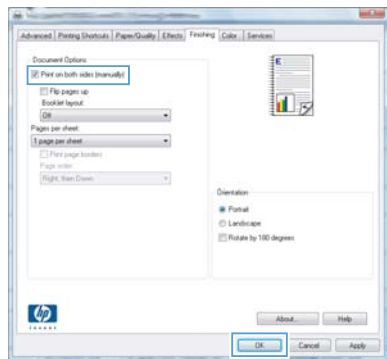 Advanced Printing Shortcuts Paper/Quality Effects Finishing Color Services
Document Options
Print on both sides (manually)
Flip pages up
Booklet layout:
Off
Pages per sheet:
1 page per sheet
Print page borders
Page order:
Right, then Down
Orientation
Portrait
Landscape
Rotate by 180 degrees
E
hp
invent
About... Help
OK Cancel Apply